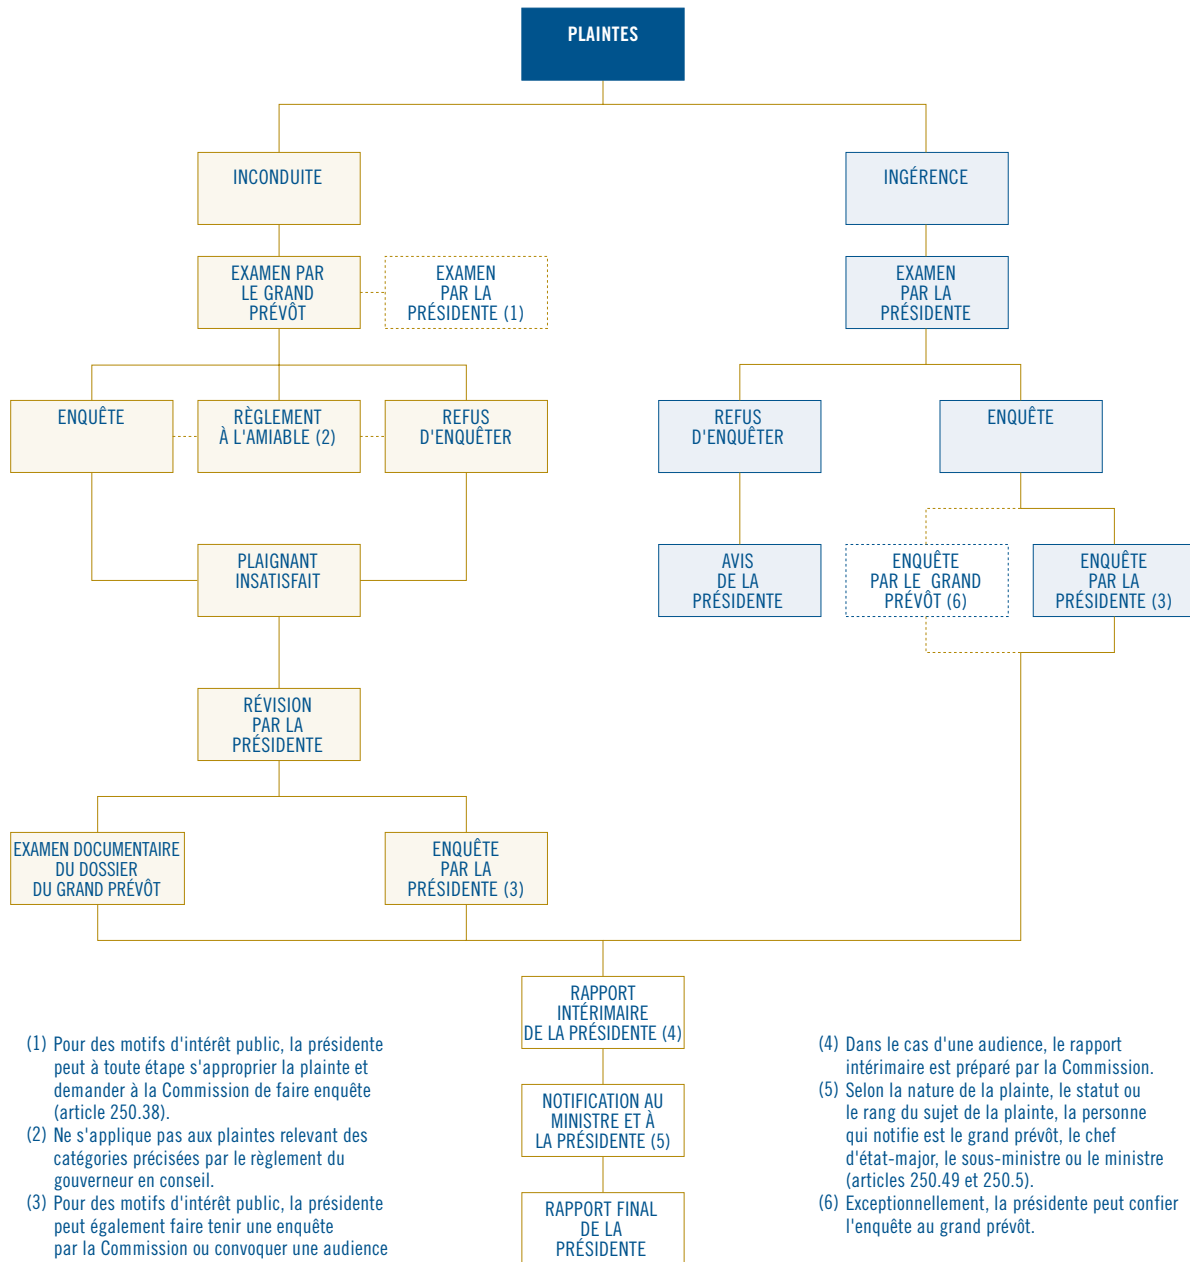 PLAINTES
INCONDUITE
INGÉRENCE
EXAMEN PAR
LE GRAND
PRÉVÔT
EXAMEN
PAR LA
PRÉSIDENTE (1)
EXAMEN
PAR LA
PRÉSIDENTE
ENQUÊTE
RÈGLEMENT
À L'AMIABLE (2)
REFUS
D'ENQUÊTER
REFUS
D'ENQUÊTER
ENQUÊTE
PLAIGNANT
INSATISFAIT
AVIS
DE LA
PRÉSIDENTE
ENQUÊTE
PAR LE GRAND
PRÉVÔT (6)
ENQUÊTE
PAR LA
PRÉSIDENTE (3)
RÉVISION
PAR LA
PRÉSIDENTE
EXAMEN DOCUMENTAIRE
DU DOSSIER
DU GRAND PRÉVÔT
ENQUÊTE
PAR LA
PRÉSIDENTE (3)
RAPPORT
INTÉRIMAIRE
DE LA PRÉSIDENTE (4)
NOTIFICATION AU
MINISTRE ET À
LA PRÉSIDENTE (5)
RAPPORT FINAL
DE LA
PRÉSIDENTE
(1) Pour des motifs d'intérêt public, la présidente
peut à toute étape s'approprier la plainte et
demander à la Commission de faire enquête
(article 250.38).
(2) Ne s'applique pas aux plaintes relevant des
catégories précisées par le règlement du
gouverneur en conseil.
(3) Pour des motifs d'intérêt public, la présidente
peut également faire tenir une enquête
par la Commission ou convoquer une audience
(4) Dans le cas d'une audience, le rapport
intérimaire est préparé par la Commission.
(5) Selon la nature de la plainte, le statut ou
le rang du sujet de la plainte, la personne
qui notifie est le grand prévôt, le chef
d'état-major, le sous-ministre ou le ministre
(articles 250.49 et 250.5).
(6) Exceptionnellement, la présidente peut confier
l'enquête au grand prévôt.